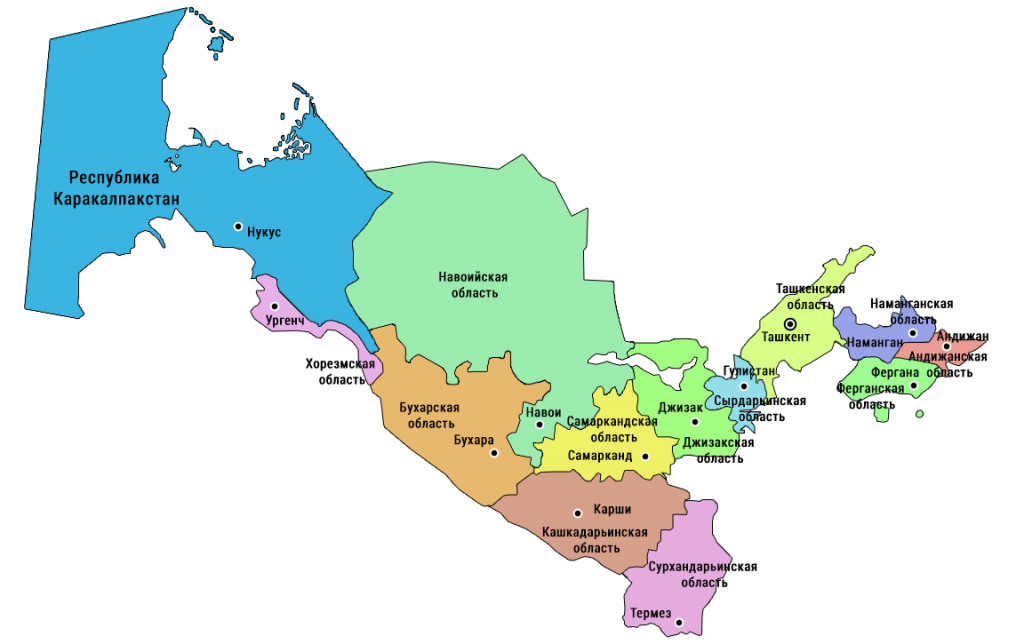 Республика
Каракалпакстан
Нукус
Ургенч
Хорезмская
область
Навоийская
область
Бухарская
область
Бухара
Навои
Самаркандская
область
Самарканд
Карши
Кашкадарьинская
область
Сурхандарьинская
область
Термез
Джизак
Джизакская
область
Гулистан
Сырдарьинская
область
Ташкенская
область
Ташкент
Наманганская
область
Наманган
Андижан
Андижанская
область
Фергана
Ферганская
область